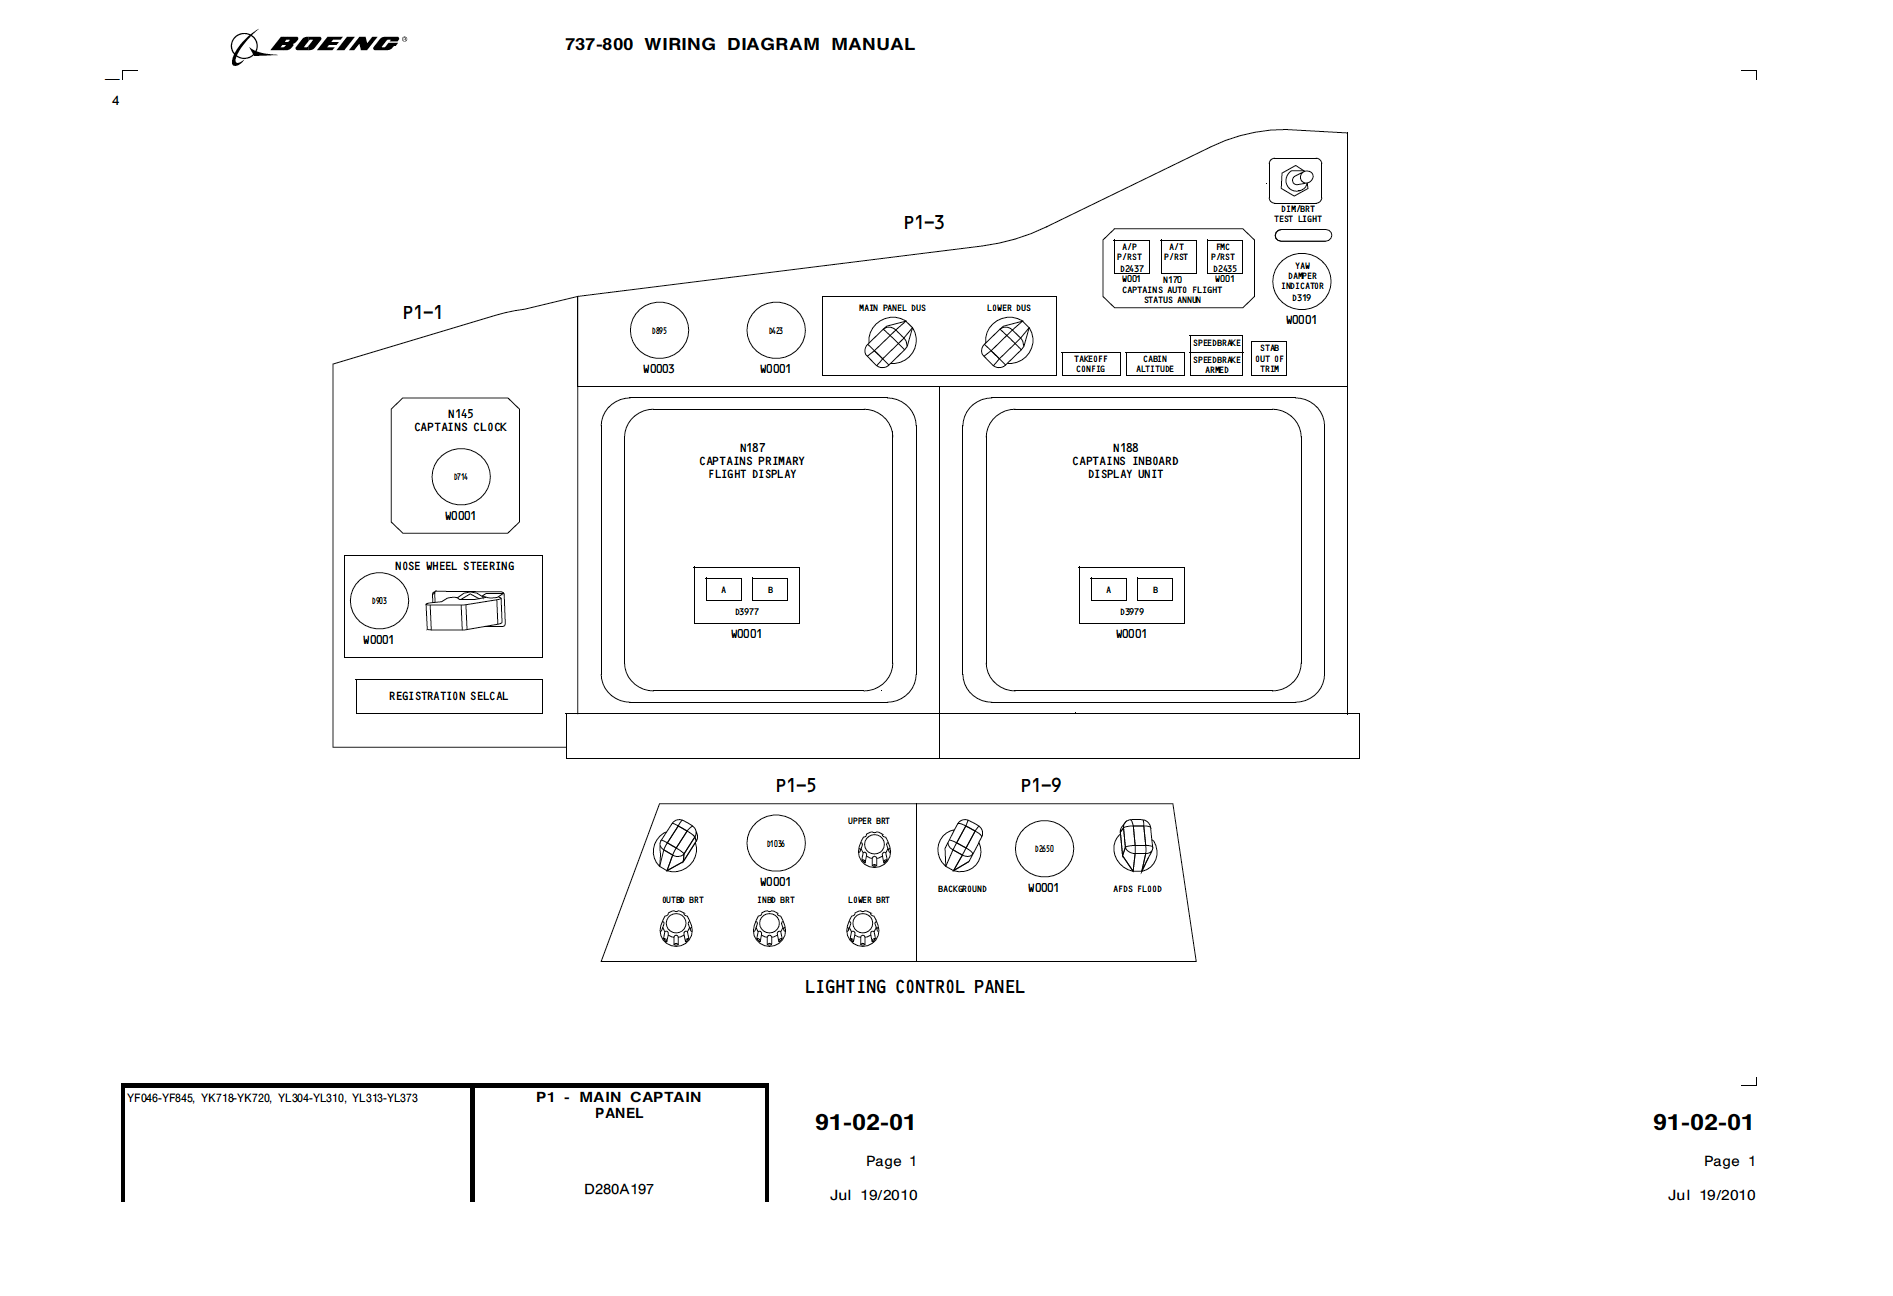 BOEING®
737-800 WIRING DIAGRAM MANUAL
4
P1-3
DIM/BRT
TEST LIGHT
A/P
P/RST
D2437
W001
A/T
P/RST
N170
FMC
P/RST
D2435
W001
CAPTAINS AUTO FLIGHT
STATUS ANNUN
YAW
DAMPER
INDICATOR
D319
W0001
P1-1
D895
W0003
D423
W0001
MAIN PANEL DUS
LOWER DUS
TAKEOFF
CONFIG
CABIN
ALTITUDE
SPEEDBRAKE
SPEEDBRAKE
ARMED
STAB
OUT OF
TRIM
N145
CAPTAINS CLOCK
D714
W0001
NOSE WHEEL STEERING
D903
W0001
REGISTRATION SELCAL
N187
CAPTAINS PRIMARY
FLIGHT DISPLAY
A B
D3977
W0001
N188
CAPTAINS INBOARD
DISPLAY UNIT
A B
D3979
W0001
P1-5
P1-9
D1036
W0001
UPPER BRT
OUTBD BRT
INBD BRT
LOWER BRT
BACKGROUND
D2650
W0001
AFDS FLOOD
LIGHTING CONTROL PANEL
YF046-YF845, YK718-YK720, YL304-YL310, YL313-YL373
P1 - MAIN CAPTAIN
PANEL
D280A197
91-02-01
Page 1
Jul 19/2010
91-02-01
Page 1
Jul 19/2010